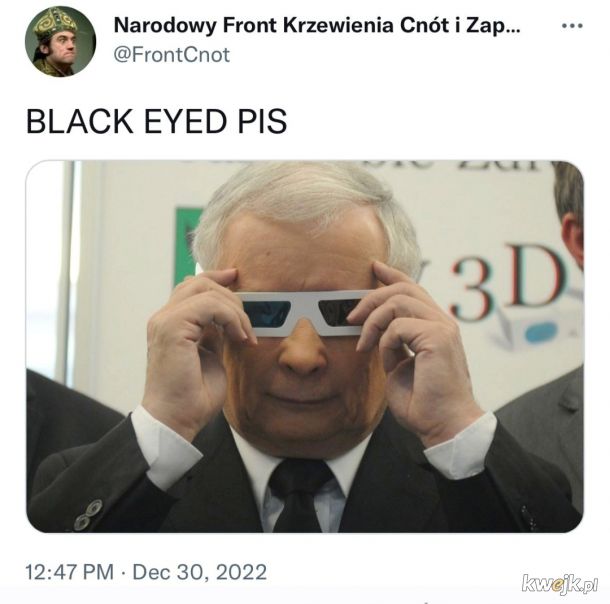 Narodowy Front Krzewienia Cnót i Zap...
@FrontCnot
BLACK EYED PIS
3D
12:47 PM · Dec 30, 2022
kwejk.pl